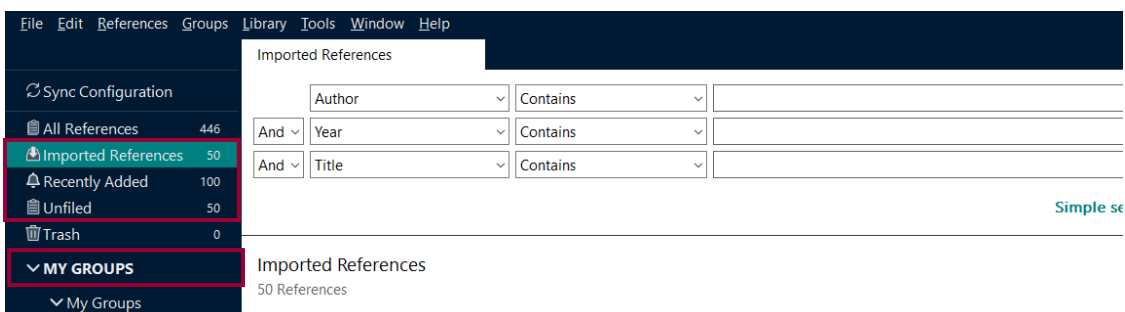 File Edit References Groups Library Tools Window Help
Imported References
Sync Configuration
All References 446
Imported References 50
Recently Added 100
Unfiled 50
Trash 0
MY GROUPS
My Groups
Author Contains
And Year Contains
And Title Contains
Simple se
Imported References
50 References